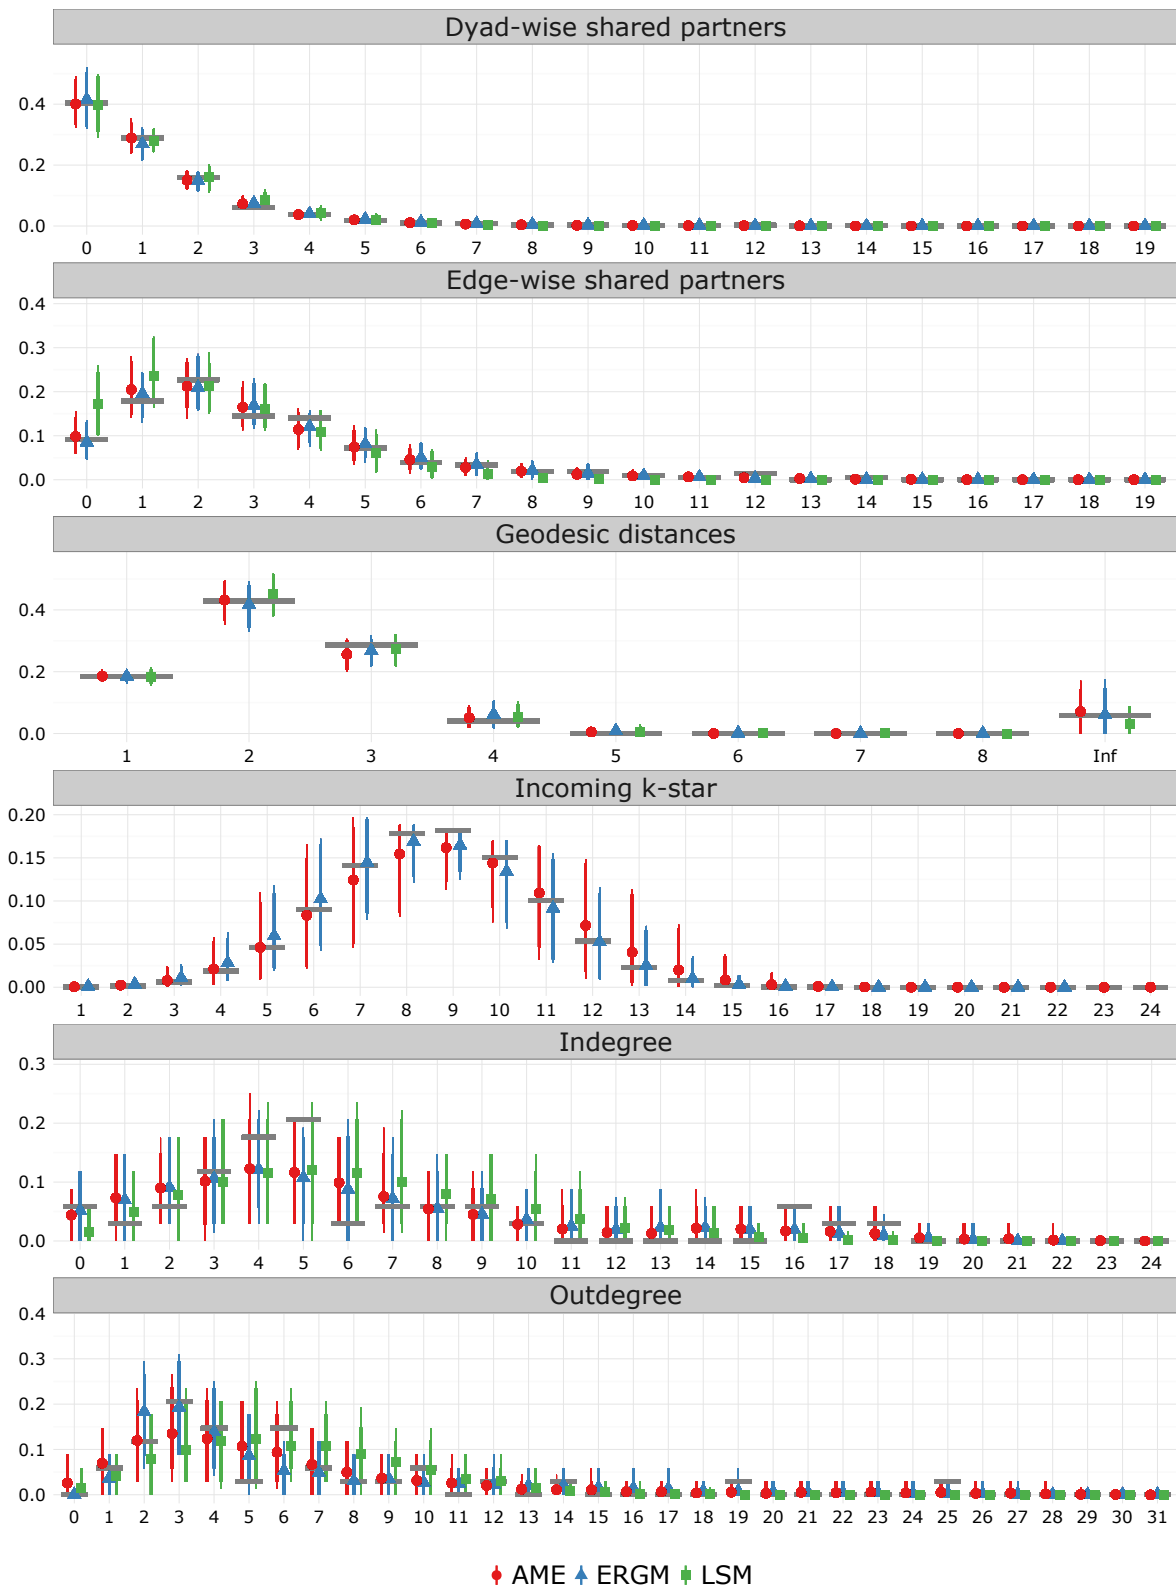 Dyad-wise shared partners
0.4
0.2
0.0
0 1 2 3 4 5 6 7 8 9 10 11 12 13 14 15 16 17 18 19
Edge-wise shared partners
0.4
0.3
0.2
0.1
0.0
0 1 2 3 4 5 6 7 8 9 10 11 12 13 14 15 16 17 18 19
Geodesic distances
0.4
0.2
0.0
1 2 3 4 5 6 7 8 Inf
Incoming k-star
0.20
0.15
0.10
0.05
0.00
1 2 3 4 5 6 7 8 9 10 11 12 13 14 15 16 17 18 19 20 21 22 23 24
Indegree
0.3
0.2
0.1
0.0
0 1 2 3 4 5 6 7 8 9 10 11 12 13 14 15 16 17 18 19 20 21 22 23 24
Outdegree
0.4
0.3
0.2
0.1
0.0
0 1 2 3 4 5 6 7 8 9 10 11 12 13 14 15 16 17 18 19 20 21 22 23 24 25 26 27 28 29 30 31
AME ERGM LSM